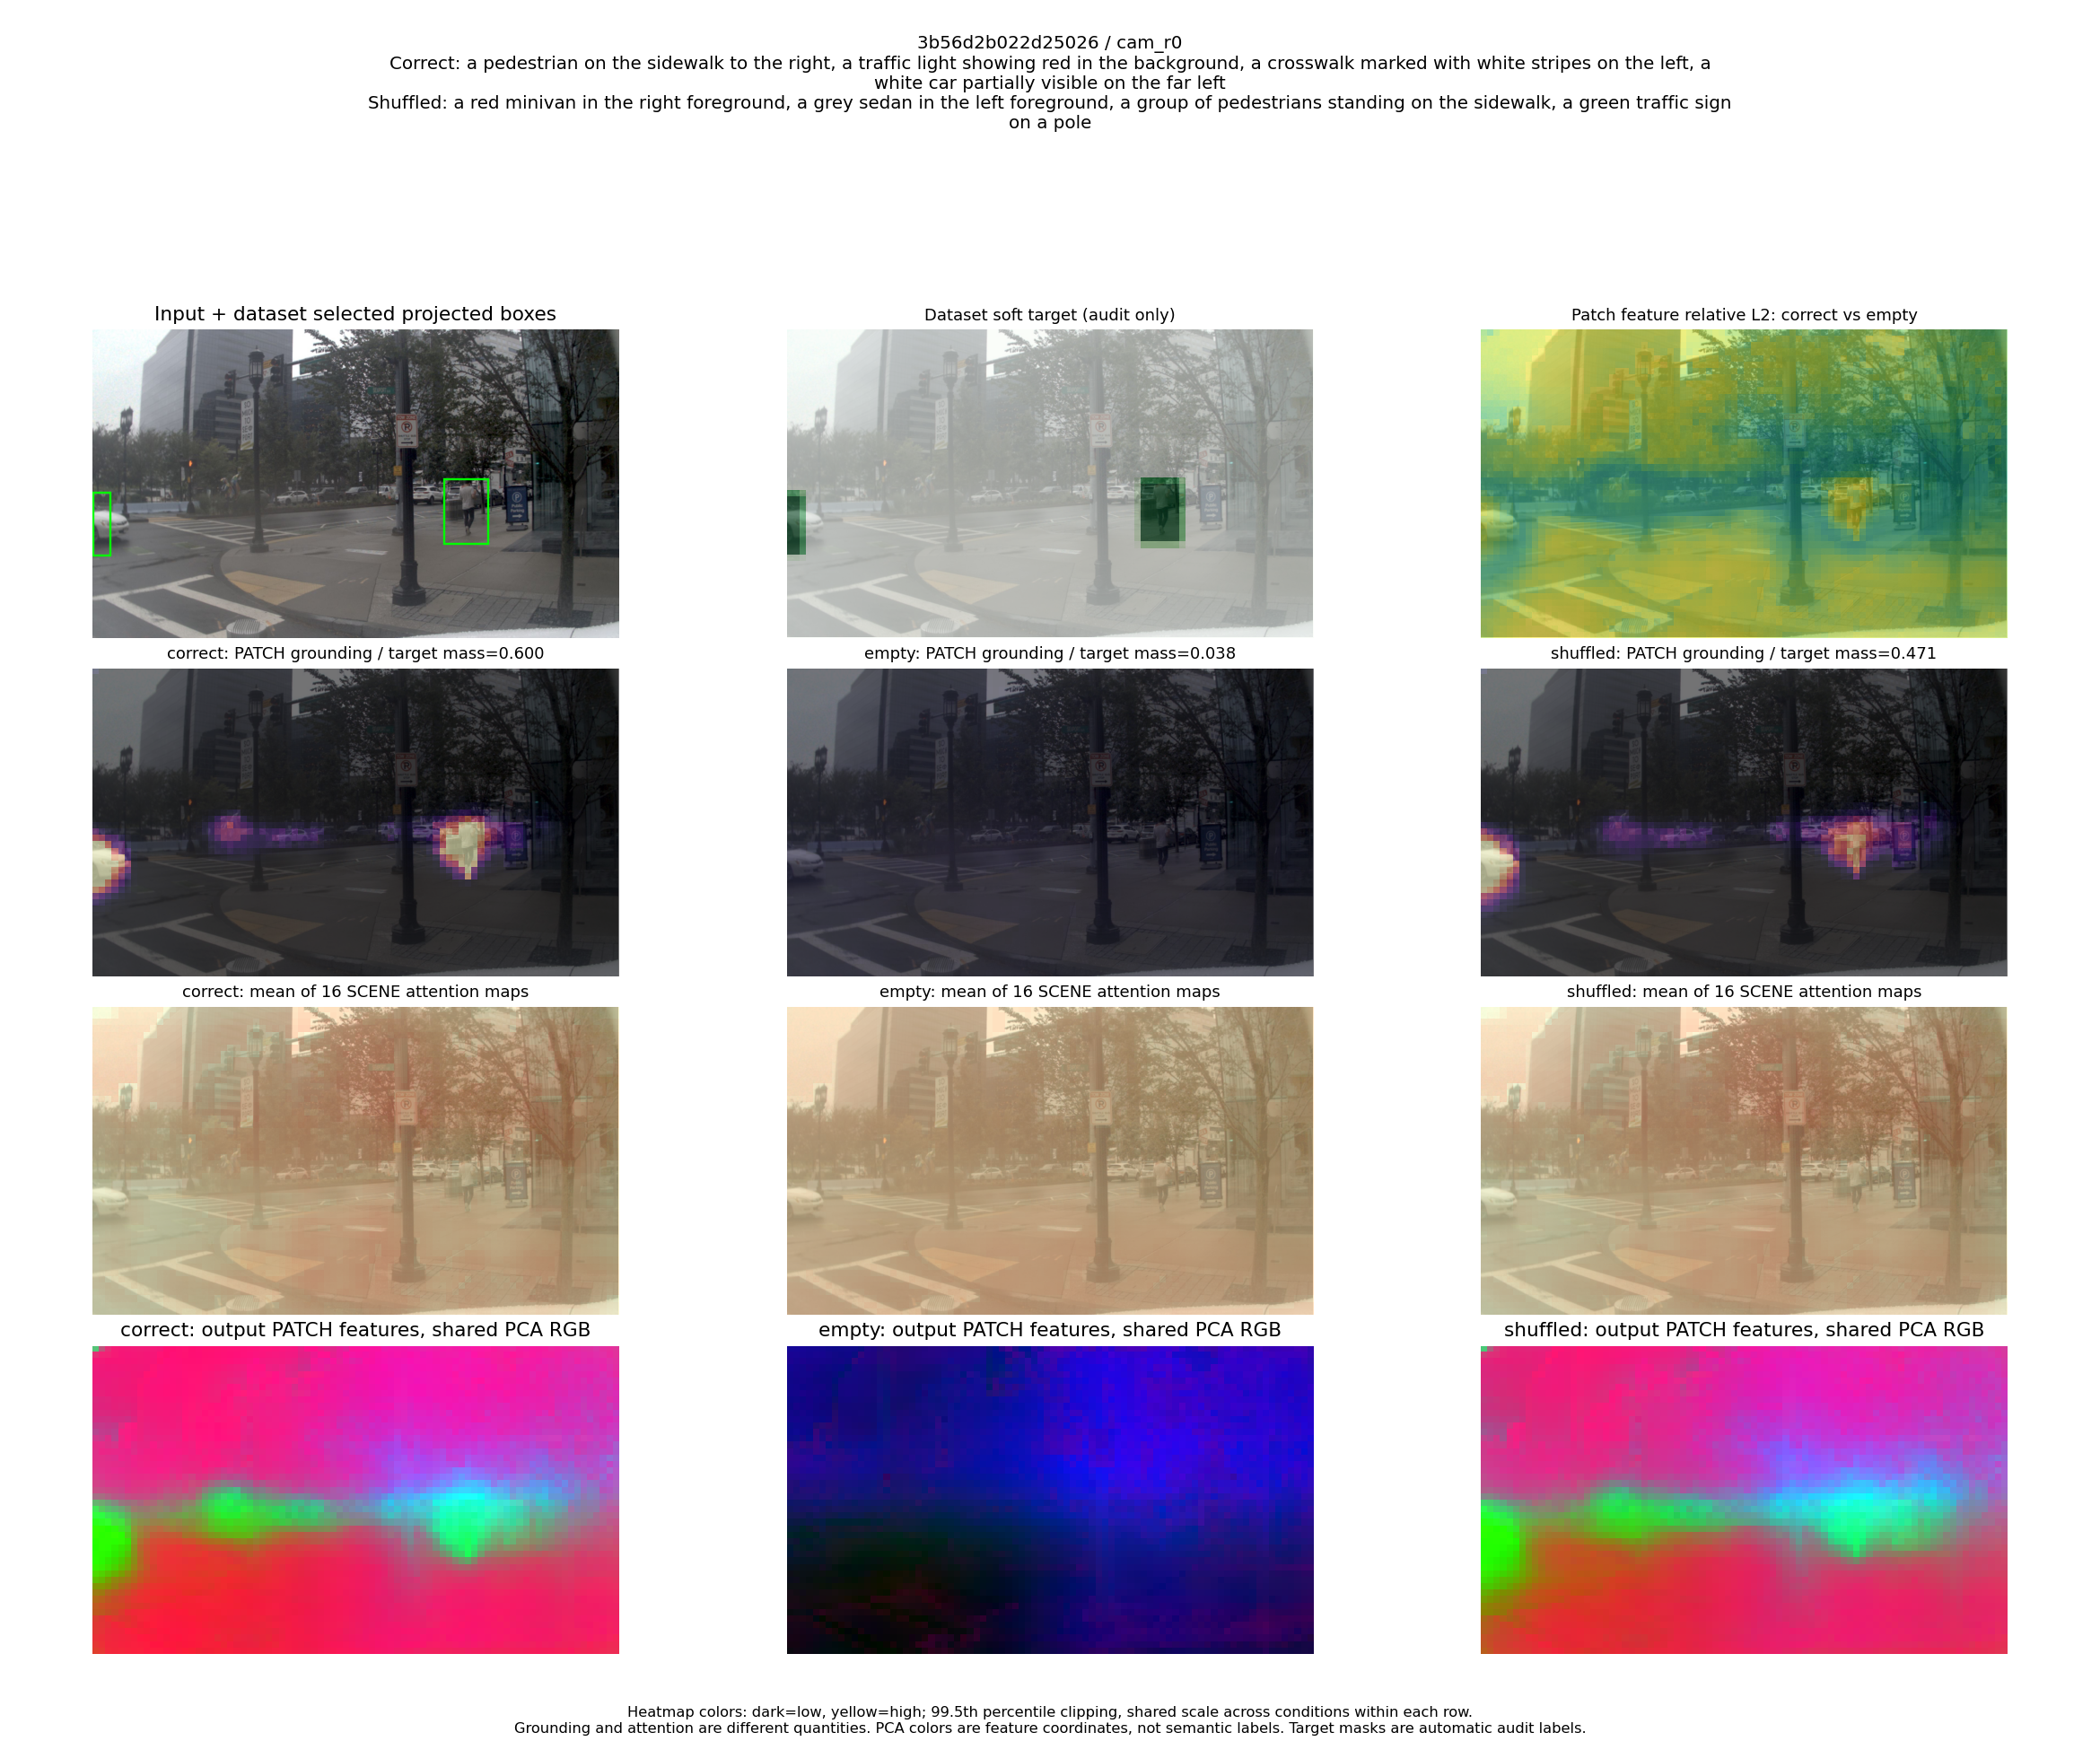 3b56d2b022d25026 / cam_r0
Correct: a pedestrian on the sidewalk to the right, a traffic light showing red in the background, a crosswalk marked with white stripes on the left, a
white car partially visible on the far left
Shuffled: a red minivan in the right foreground, a grey sedan in the left foreground, a group of pedestrians standing on the sidewalk, a green traffic sign
on a pole
Input + dataset selected projected boxes
Dataset soft target (audit only)
Patch feature relative L2: correct vs empty
correct: PATCH grounding / target mass=0.600
empty: PATCH grounding / target mass=0.038
shuffled: PATCH grounding / target mass=0.471
correct: mean of 16 SCENE attention maps
empty: mean of 16 SCENE attention maps
shuffled: mean of 16 SCENE attention maps
correct: output PATCH features, shared PCA RGB
empty: output PATCH features, shared PCA RGB
shuffled: output PATCH features, shared PCA RGB
Heatmap colors: dark=low, yellow=high; 99.5th percentile clipping, shared scale across conditions within each row.
Grounding and attention are different quantities. PCA colors are feature coordinates, not semantic labels. Target masks are automatic audit labels.